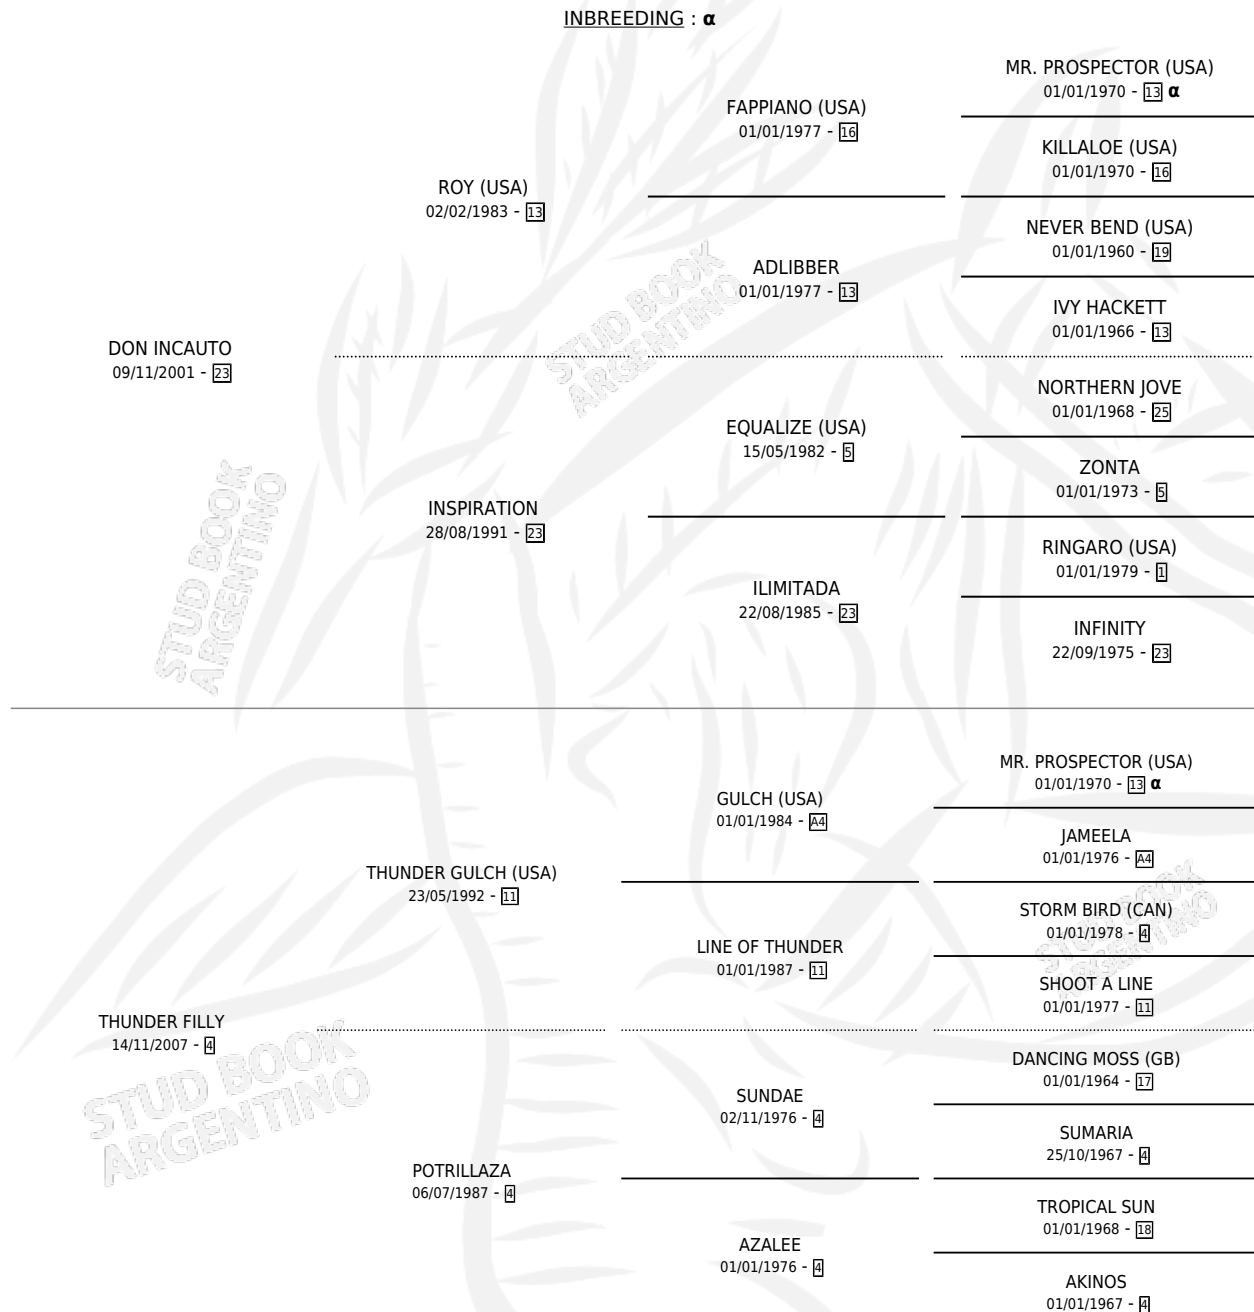 INBREEDING : α
MR. PROSPECTOR (USA)
01/01/1970 - 13 α
FAPPIANO (USA)
01/01/1977 - 16
KILLALOE (USA)
01/01/1970 - 16
ROY (USA)
02/02/1983 - 13
NEVER BEND (USA)
01/01/1960 - 19
ADLIBBER
01/01/1977 - 13
IVY HACKETT
01/01/1966 - 13
DON INCAUTO
09/11/2001 - 23
NORTHERN JOVE
01/01/1968 - 25
EQUALIZE (USA)
15/05/1982 - 5
ZONTA
01/01/1973 - 5
INSPIRATION
28/08/1991 - 23
RINGARO (USA)
01/01/1979 - 1
ILIMITADA
22/08/1985 - 23
INFINITY
22/09/1975 - 23
MR. PROSPECTOR (USA)
01/01/1970 - 13 α
GULCH (USA)
01/01/1984 - A4
JAMEELA
01/01/1976 - A4
THUNDER GULCH (USA)
23/05/1992 - 11
STORM BIRD (CAN)
01/01/1978 - 4
LINE OF THUNDER
01/01/1987 - 11
SHOOT A LINE
01/01/1977 - 11
THUNDER FILLY
14/11/2007 - 4
DANCING MOSS (GB)
01/01/1964 - 17
SUNDAE
02/11/1976 - 4
SUMARIA
25/10/1967 - 4
POTRILLAZA
06/07/1987 - 4
TROPICAL SUN
01/01/1968 - 18
AZALEE
01/01/1976 - 4
AKINOS
01/01/1967 - 4
STUD BOOK
ARGENTINO
STUD BOOK
ARGENTINO
STUD BOOK
ARGENTINO
STUD BOOK
ARGENTINO